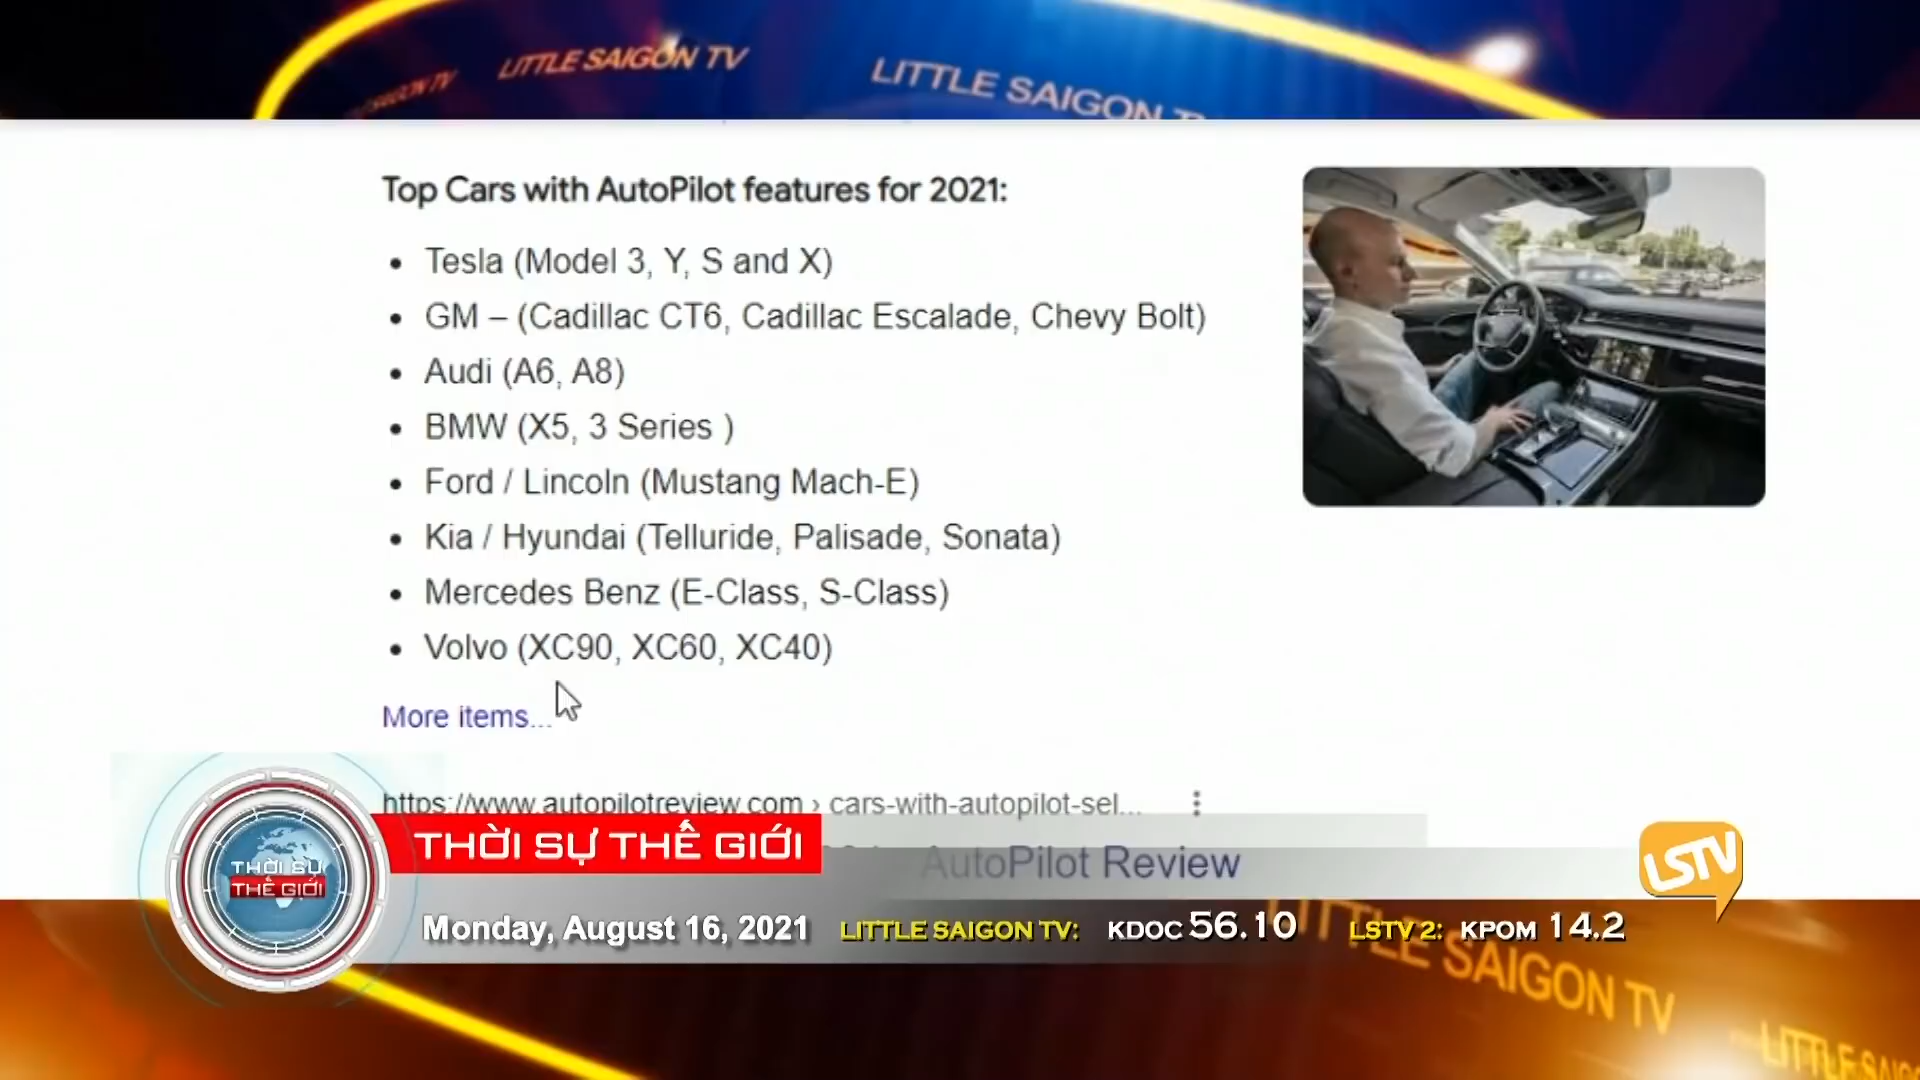 LITTLE SAIGON TV
LITTLE SAIGON TV
Top Cars with AutoPilot features for 2021:
• Tesla (Model 3, Y, S and X)
• GM – (Cadillac CT6, Cadillac Escalade, Chevy Bolt)
• Audi (A6, A8)
• BMW (X5, 3 Series )
• Ford / Lincoln (Mustang Mach-E)
• Kia / Hyundai (Telluride, Palisade, Sonata)
• Mercedes Benz (E-Class, S-Class)
• Volvo (XC90, XC60, XC40)
More items...
https://www.autopilotreview.com › cars-with-autopilot-sel...
AutoPilot Review
THỜI SỰ THẾ GIỚI
THỜI SỰ
THẾ GIỚI
LSTV
Monday, August 16, 2021 LITTLE SAIGON TV: KDOC 56.10 LSTV 2: KPOM 14.2
LITTLE SAIGON TV
LITTLE SAIGON